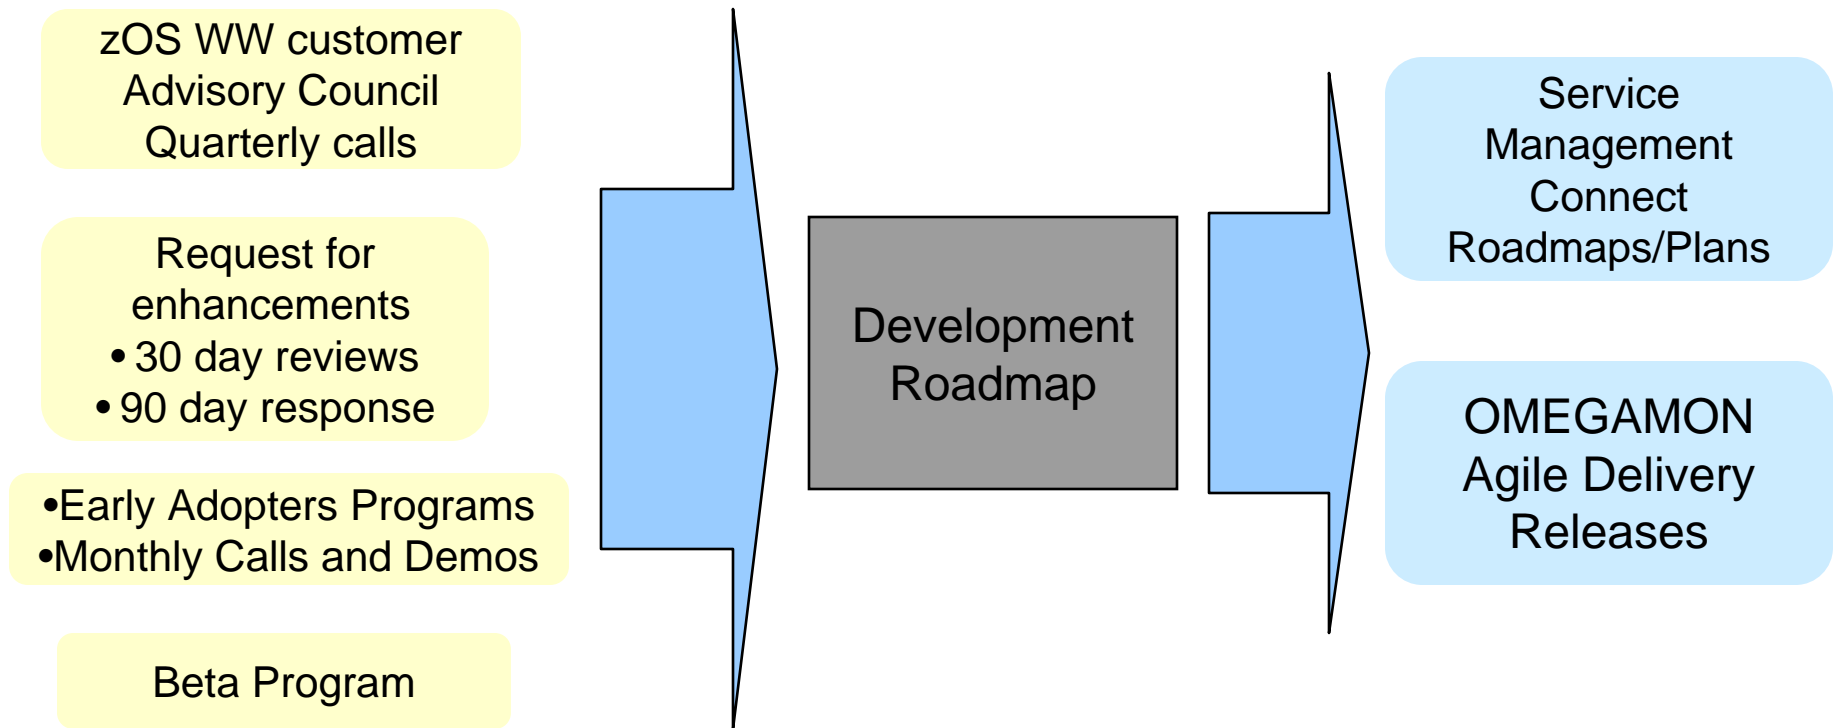 zOS WW customer
Advisory Council
Quarterly calls
Request for
enhancements
• 30 day reviews
• 90 day response
•Early Adopters Programs
•Monthly Calls and Demos
Beta Program
Development
Roadmap
Service
Management
Connect
Roadmaps/Plans
OMEGAMON
Agile Delivery
Releases